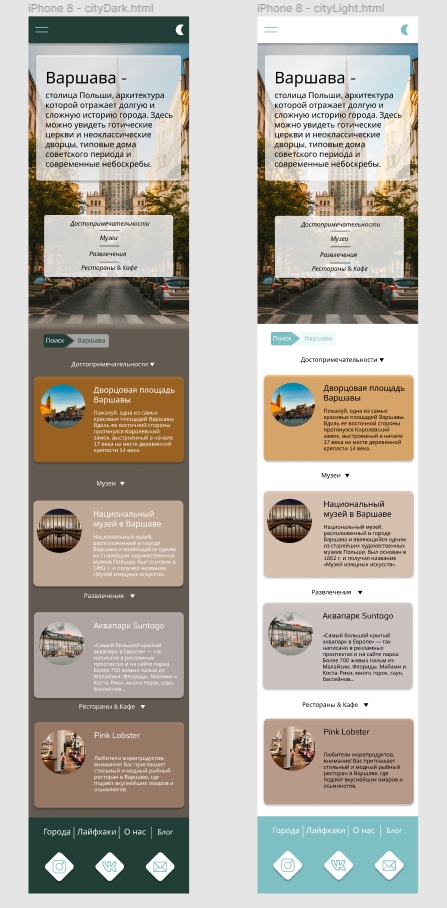 iPhone 8 - cityDark.html
Варшава -
столица Польши, архитектура
которой отражает долгую и
сложную историю города. Здесь
можно увидеть готические
церкви и неоклассические
дворцы, типовые дома
советского периода и
современные небоскребы.
Достопримечательности
Музеи
Развлечения
Рестораны & Кафе
Поиск
Варшава
Достопримечательности ▼
Дворцовая площадь
Варшавы
Пожалуй, одна из самых
красивых площадей Варшавы.
Вдоль ее восточной стороны
протянулся Королевский
замок, выстроенный в начале
17 века на месте деревянной
крепости 14 века.
Музеи ▼
Национальный
музей в Варшаве
Национальный музей,
расположенный в городе
Варшава и являющийся одним
из старейших художественных
музеев Польши, был основан в
1862 г. и получил название
«Музей изящных искусств».
Развлечения ▼
Аквапарк Suntogo
«Самый большой крытый
аквапарк в Европе» — так
написано в рекламных
проспектах и на сайте парка.
Более 700 живых пальм из
Малайзии, Флориды, Майами и
Коста-Рики, много горок, саун,
бассейнов...
Рестораны & Кафе ▼
Pink Lobster
Любители морепродуктов,
внимание! Вас приглашает
стильный и модный рыбный
ресторан в Варшаве, где
подают вкуснейших омаров и
осьминогов.
Города | Лайфхаки | О нас | Блог
iPhone 8 - cityLight.html
Варшава -
столица Польши, архитектура
которой отражает долгую и
сложную историю города. Здесь
можно увидеть готические
церкви и неоклассические
дворцы, типовые дома
советского периода и
современные небоскребы.
Достопримечательности
Музеи
Развлечения
Рестораны & Кафе
Поиск
Варшава
Достопримечательности ▼
Дворцовая площадь
Варшавы
Пожалуй, одна из самых
красивых площадей Варшавы.
Вдоль ее восточной стороны
протянулся Королевский
замок, выстроенный в начале
17 века на месте деревянной
крепости 14 века.
Музеи ▼
Национальный
музей в Варшаве
Национальный музей,
расположенный в городе
Варшава и являющийся одним
из старейших художественных
музеев Польши, был основан в
1862 г. и получил название
«Музей изящных искусств».
Развлечения ▼
Аквапарк Suntogo
«Самый большой крытый
аквапарк в Европе» — так
написано в рекламных
проспектах и на сайте парка.
Более 700 живых пальм из
Малайзии, Флориды, Майами и
Коста-Рики, много горок, саун,
бассейнов...
Рестораны & Кафе ▼
Pink Lobster
Любители морепродуктов,
внимание! Вас приглашает
стильный и модный рыбный
ресторан в Варшаве, где
подают вкуснейших омаров и
осьминогов.
Города | Лайфхаки | О нас | Блог